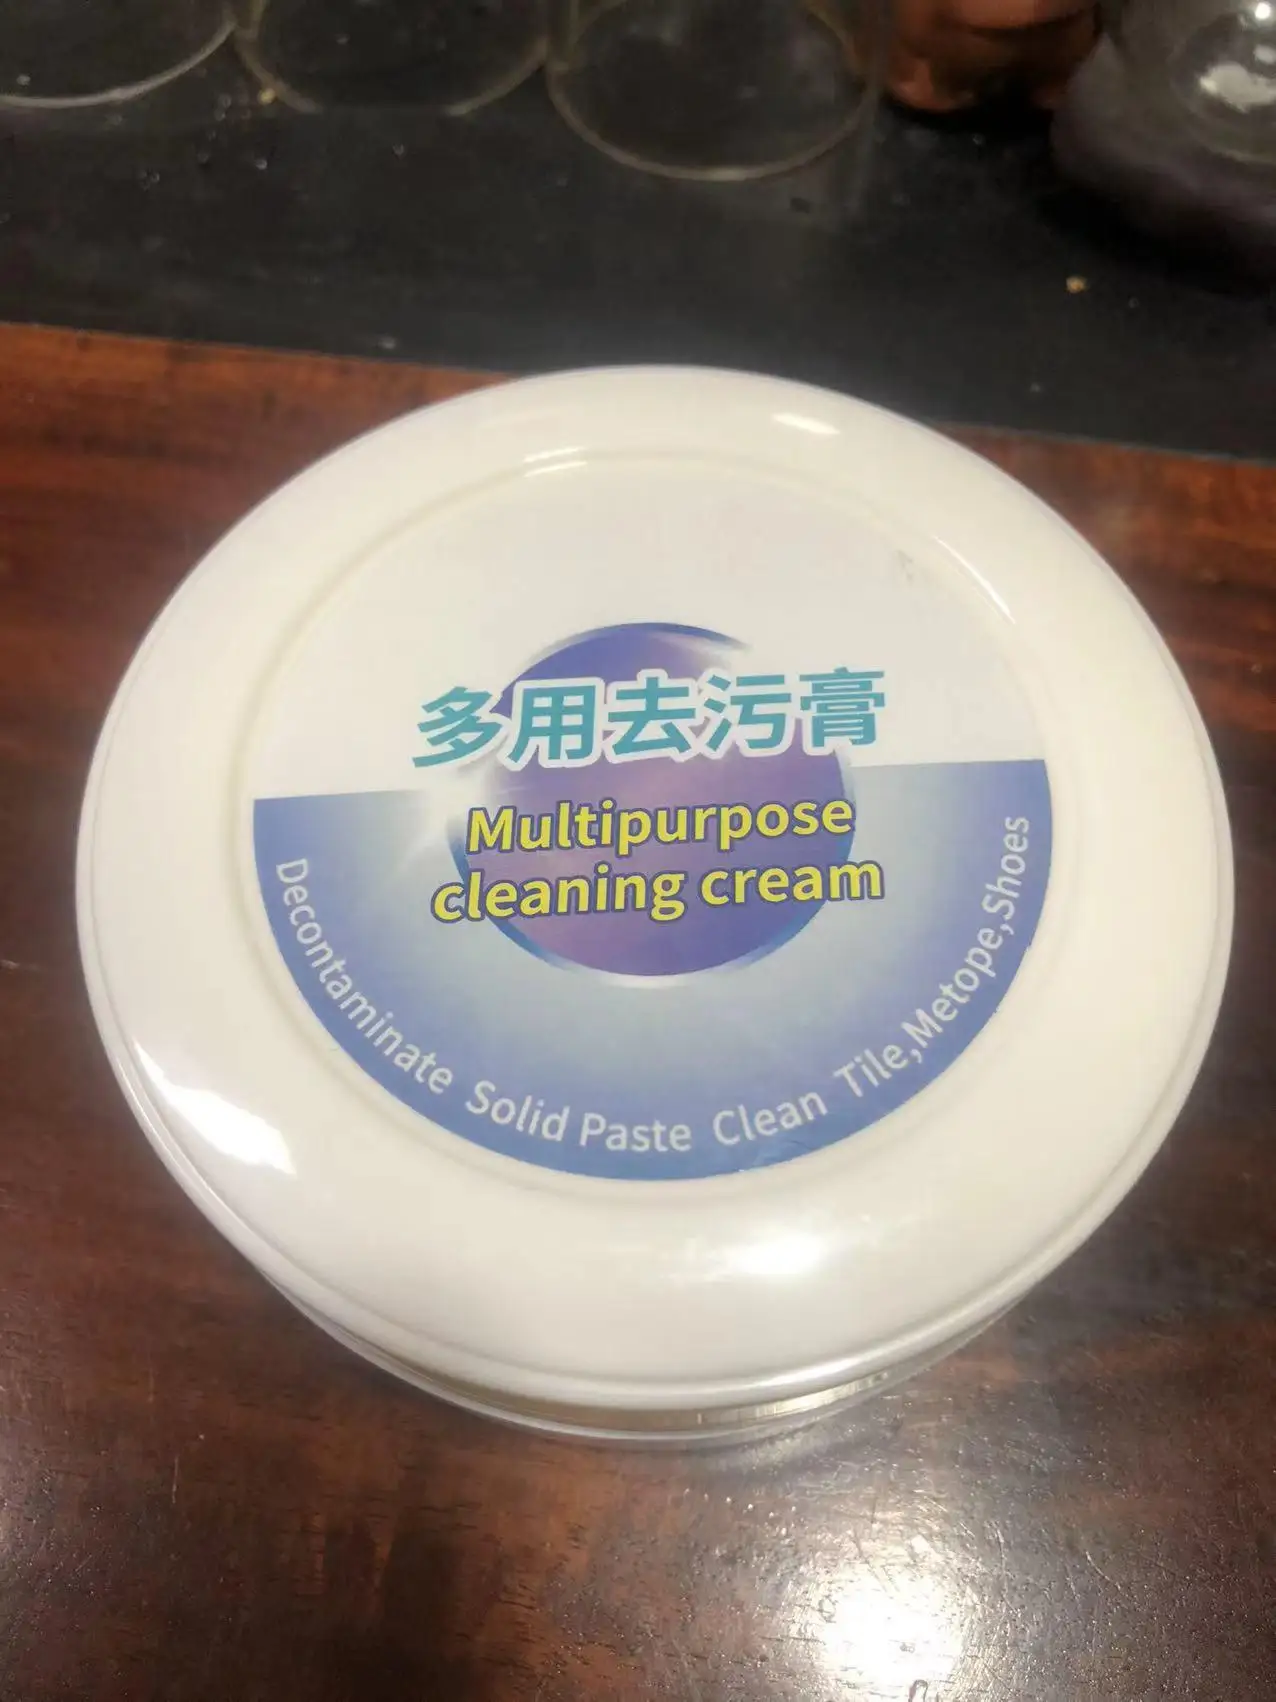 多用去污膏
Multipurpose
cleaning cream
Decontaminate Solid Paste Clean Tile,Metope,Shoes